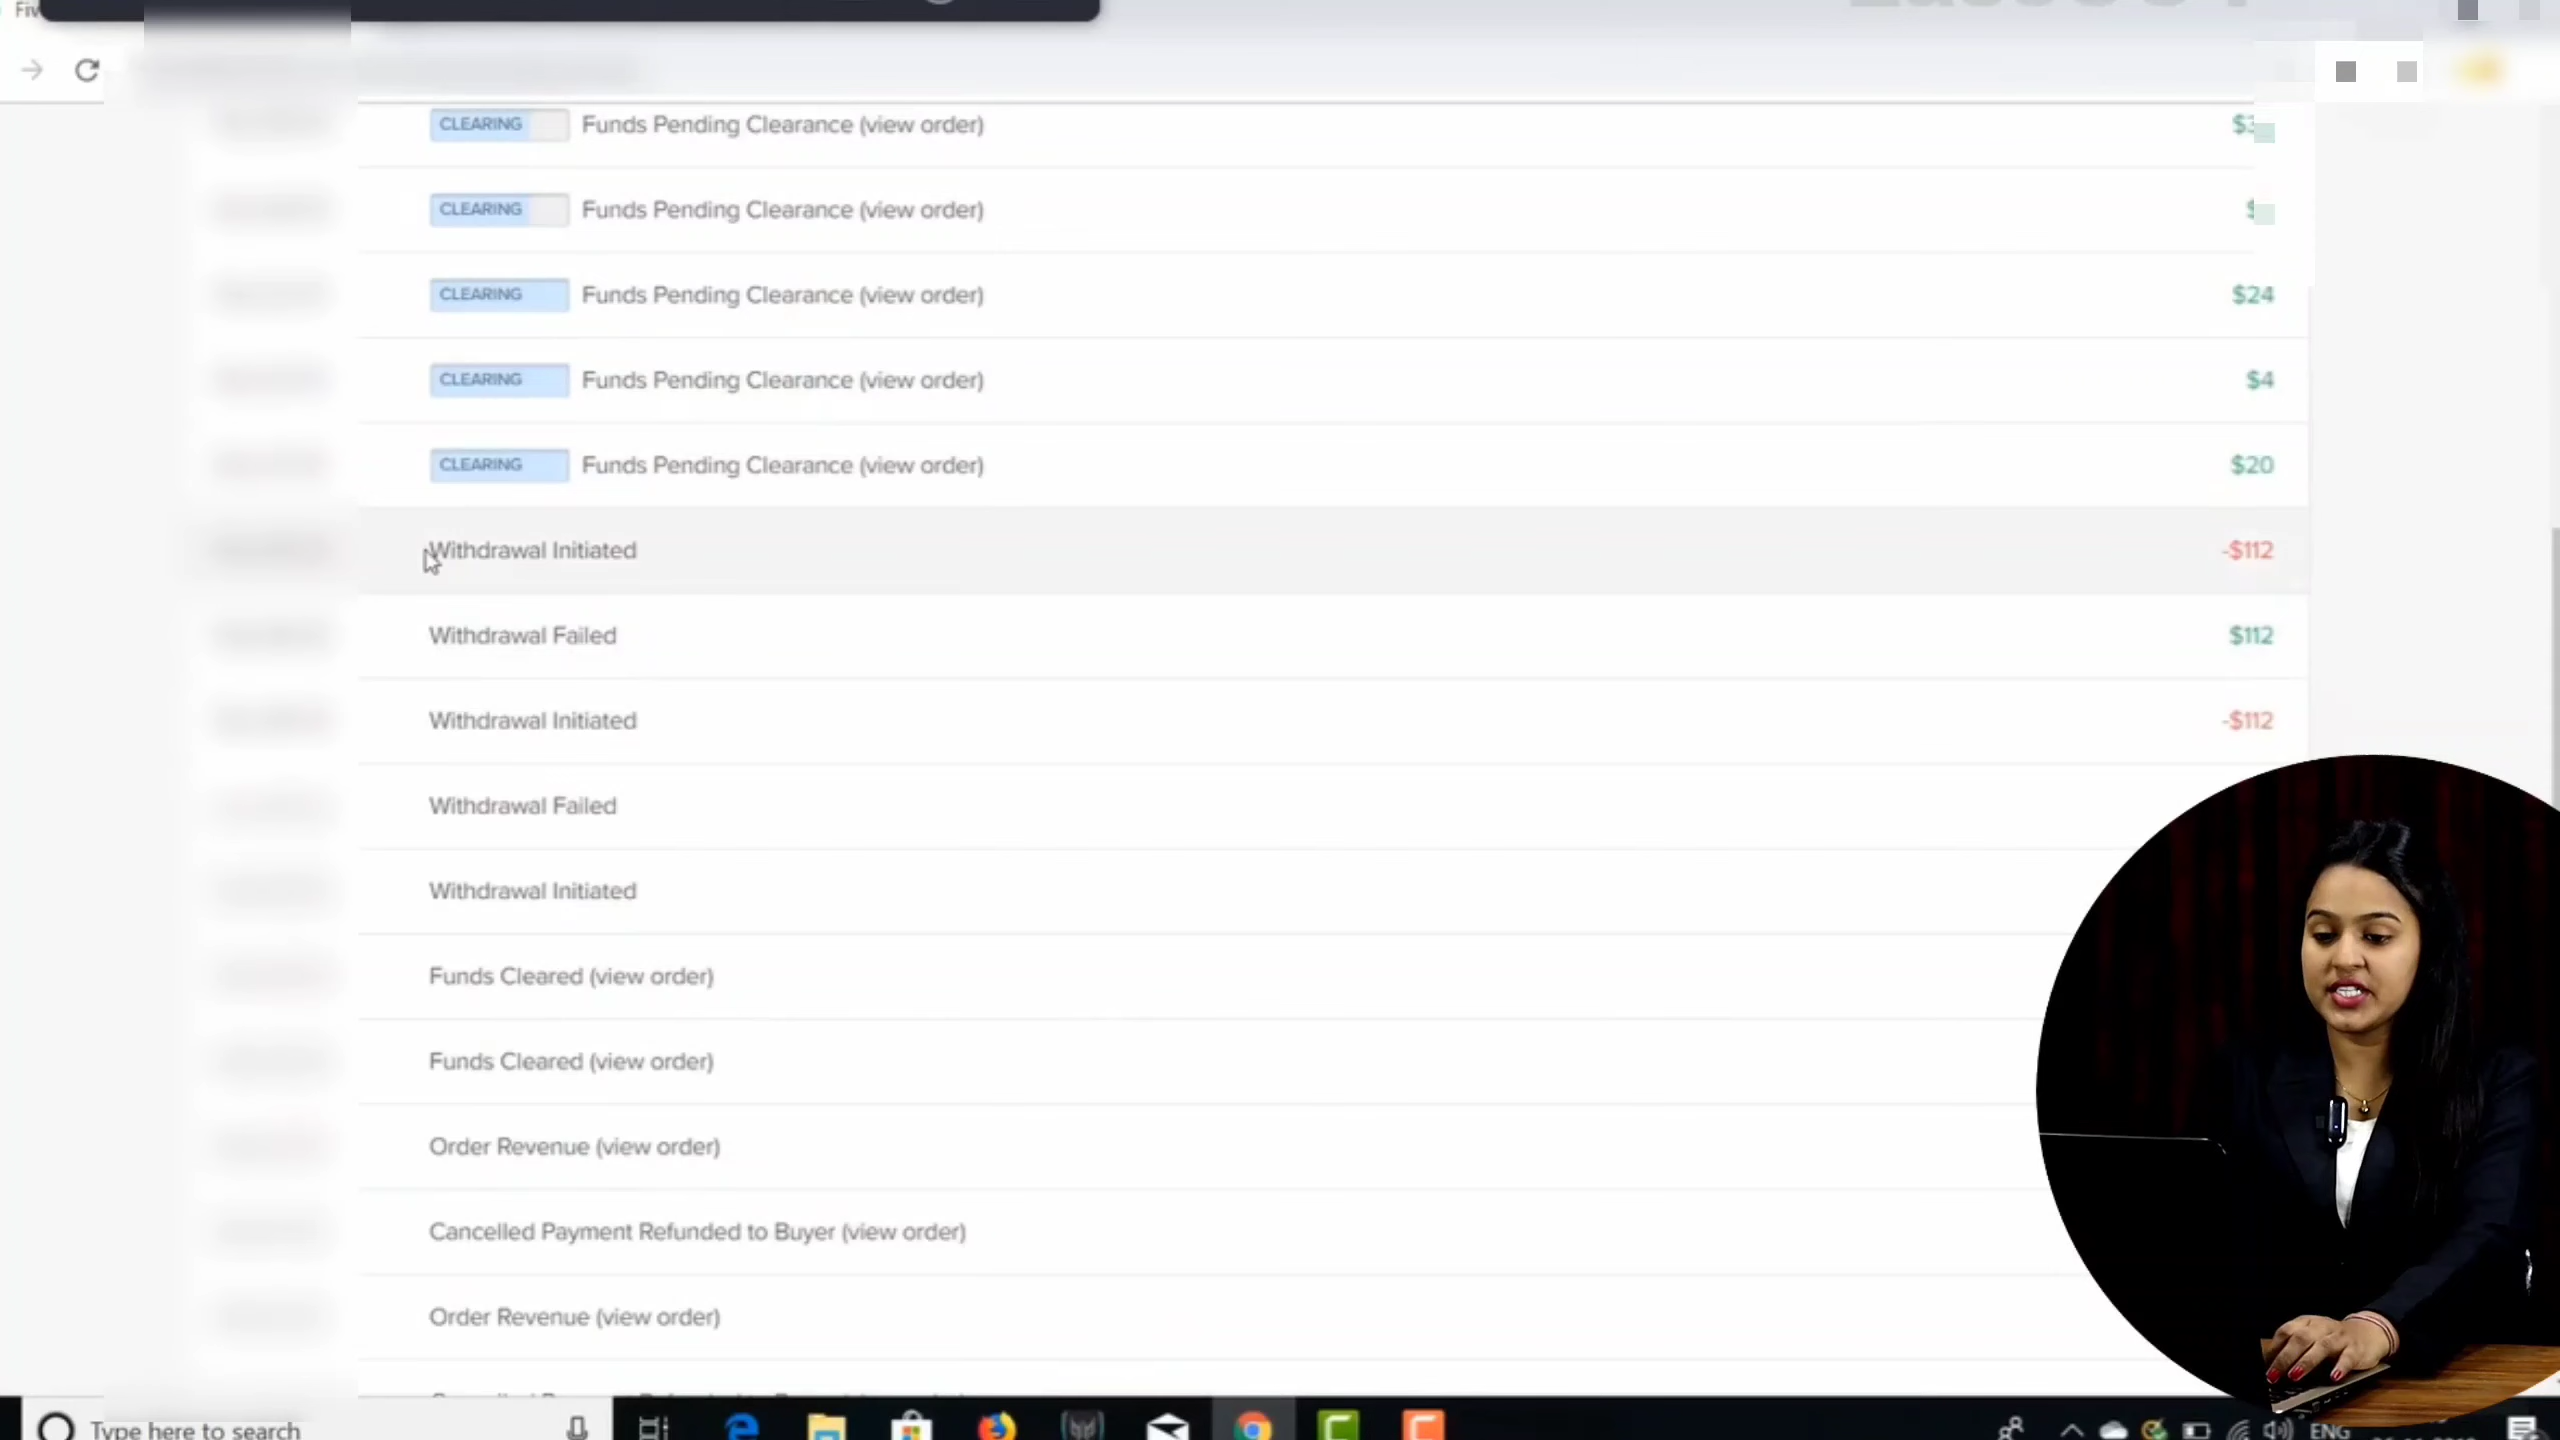 CLEARING Funds Pending Clearance (view order)
CLEARING Funds Pending Clearance (view order) $
CLEARING Funds Pending Clearance (view order) $24
CLEARING Funds Pending Clearance (view order) $4
CLEARING Funds Pending Clearance (view order) $20
Withdrawal Initiated -$112
Withdrawal Failed $112
Withdrawal Initiated -$112
Withdrawal Failed
Withdrawal Initiated
Funds Cleared (view order)
Funds Cleared (view order)
Order Revenue (view order)
Cancelled Payment Refunded to Buyer (view order)
Order Revenue (view order)
Type here to search
ENG